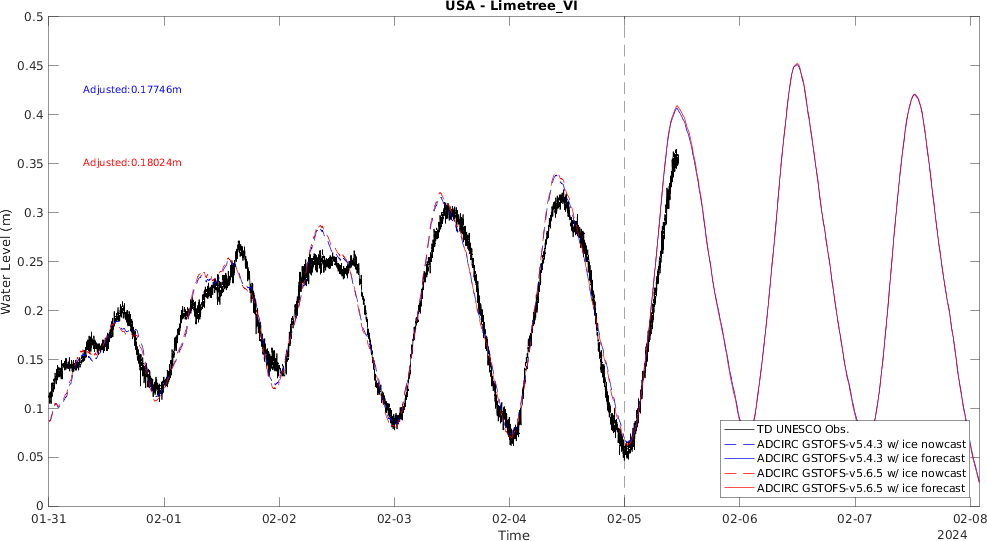 USA - Limetree_VI
0.5
0.45
0.4
0.35
0.3
0.25
0.2
0.15
0.1
0.05
0
Water Level (m)
Adjusted:0.17746m
Adjusted:0.18024m
TD UNESCO Obs.
ADCIRC GSTOFS-v5.4.3 w/ ice nowcast
ADCIRC GSTOFS-v5.4.3 w/ ice forecast
ADCIRC GSTOFS-v5.6.5 w/ ice nowcast
ADCIRC GSTOFS-v5.6.5 w/ ice forecast
01-31 02-01 02-02 02-03 02-04 02-05 02-06 02-07 02-08
Time
2024